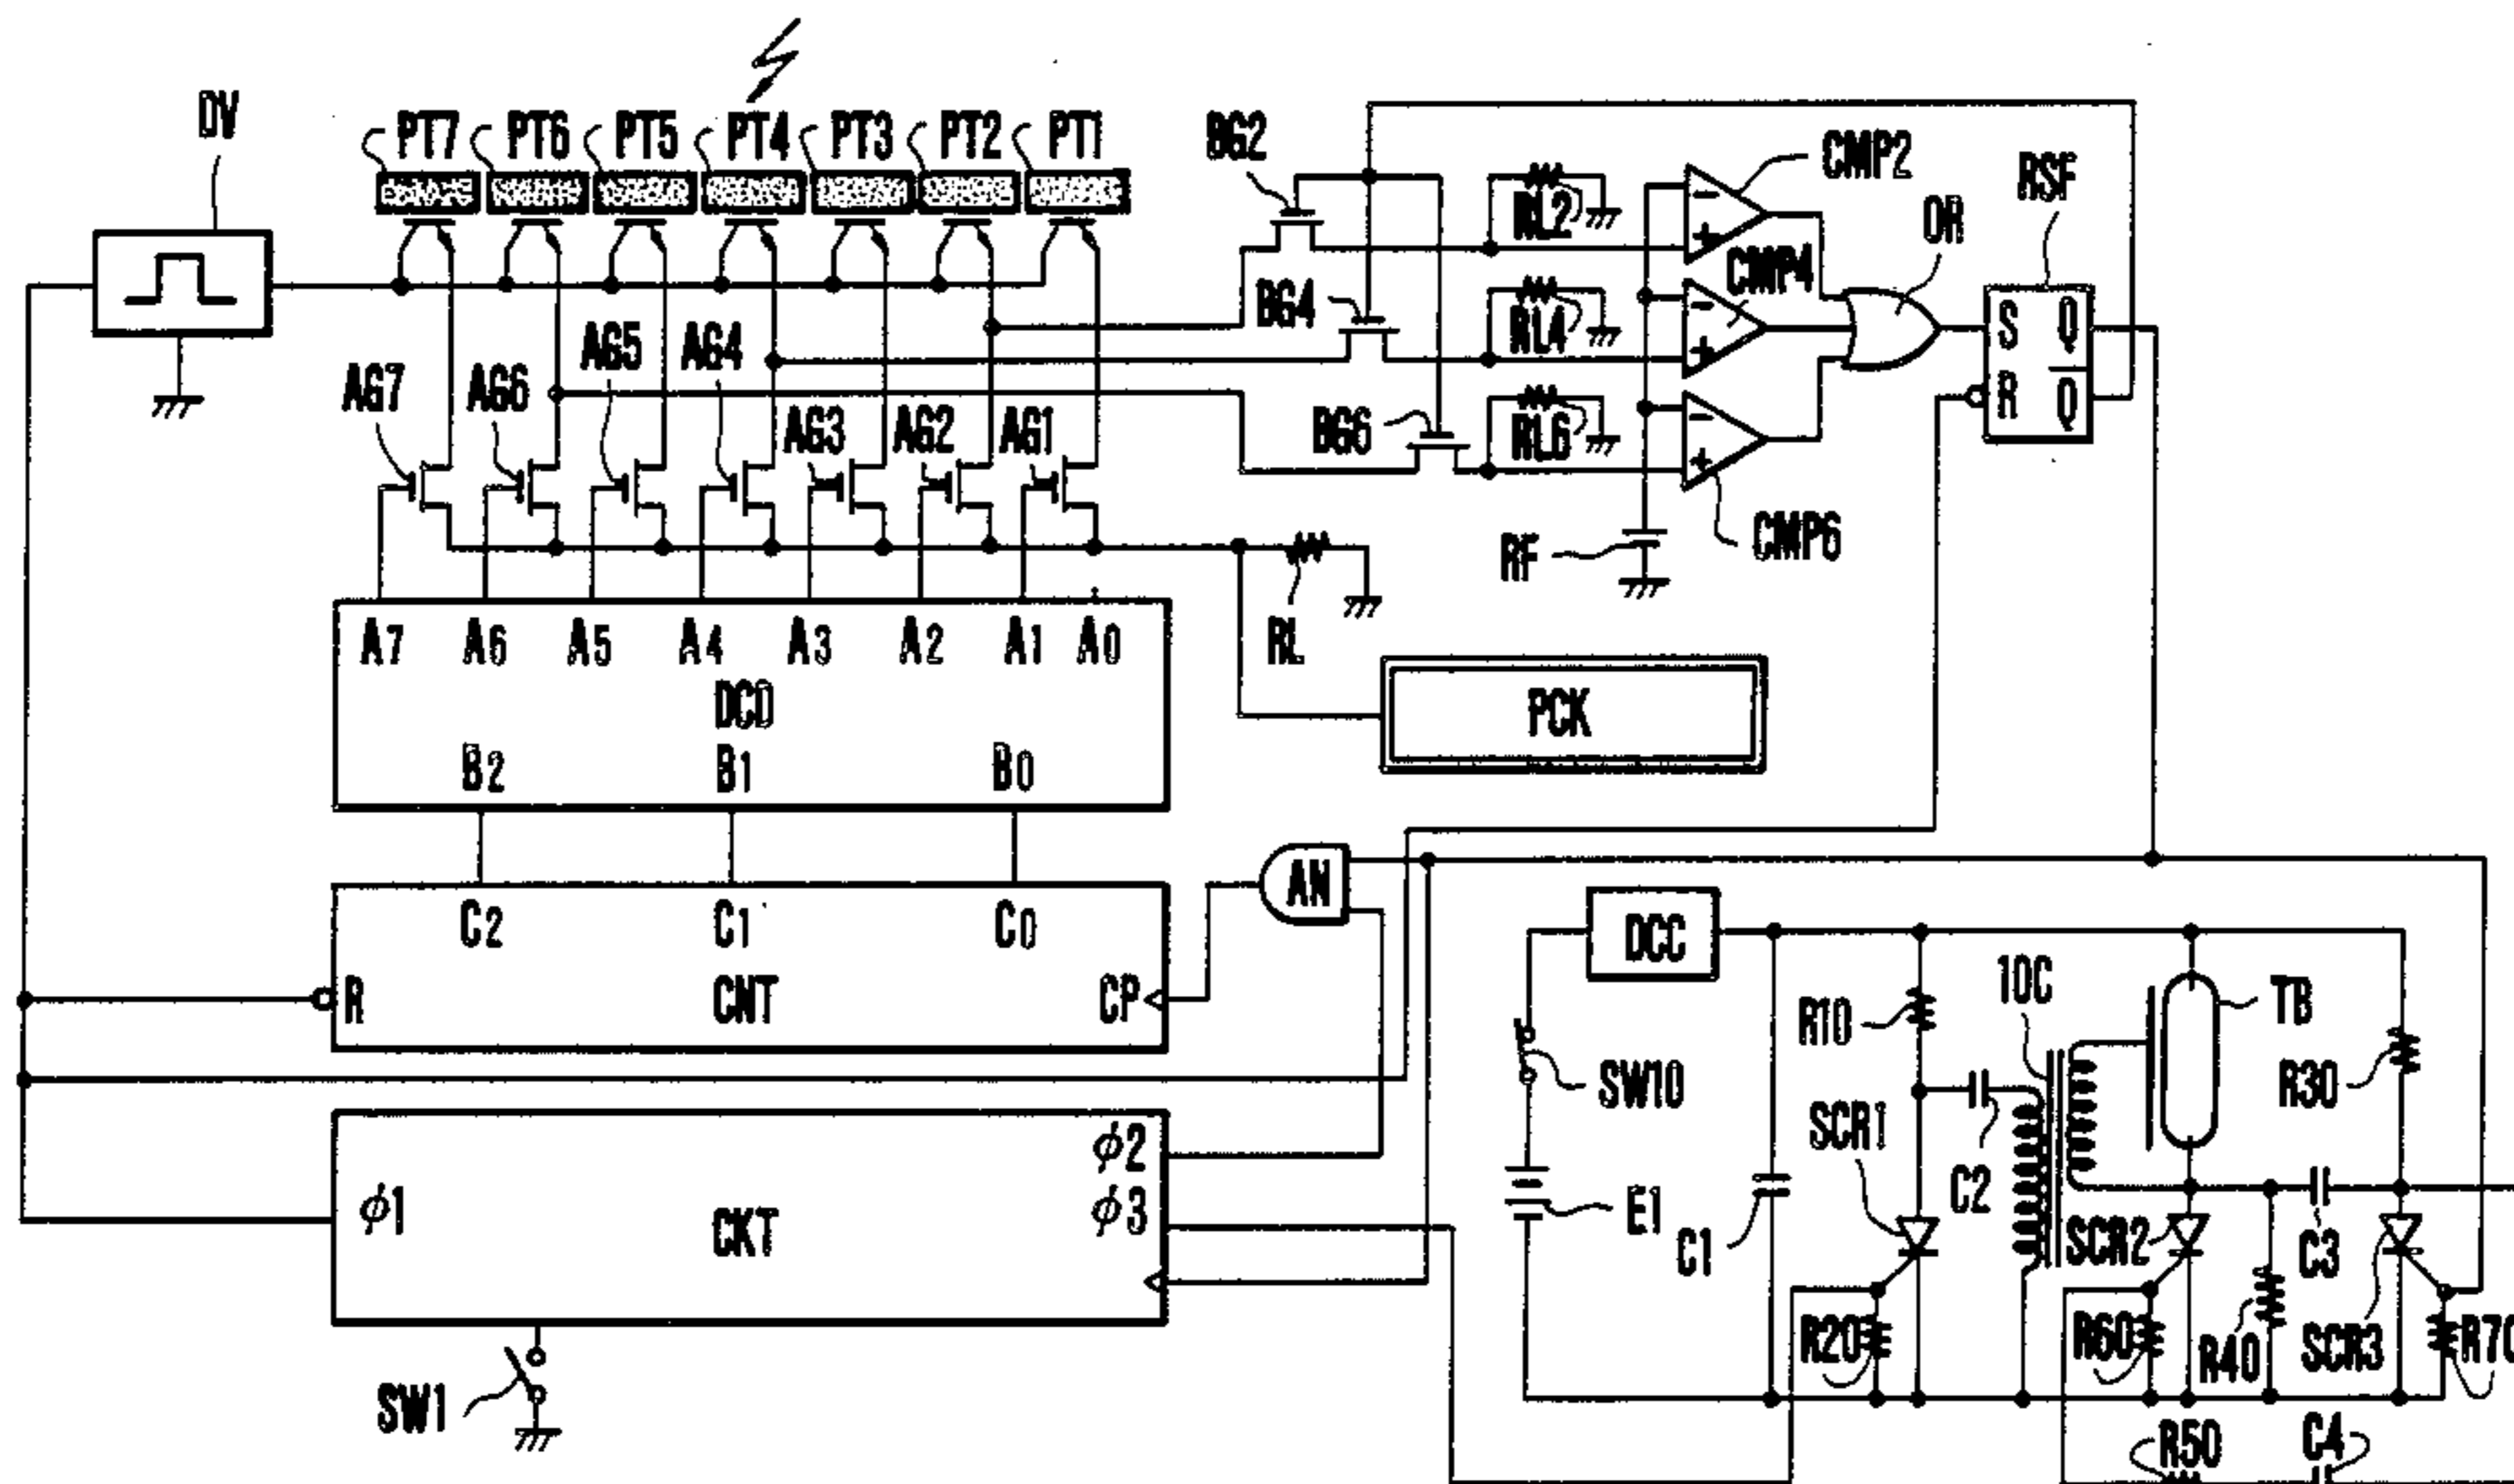 DV
PT7 PT6 PT5 PT4 PT3 PT2 PT1
BG2
CMP2
RSF
OR
RL2
CMP4
BG4
RL4
S Q
R Q
AG5 AG4
AG7 AG6
AG3 AG2 AG1
BG6
RL6
CMP6
RF
RL
A7 A6 A5 A4 A3 A2 A1 A0
DCD
B2 B1 B0
PCK
AN
C2 C1 C0
R CNT CP
DCC
R10
10C
TB
R30
SW10
SCR1
C2
E1
C1
SCR2
C3
ϕ2
ϕ1
ϕ3
CKT
R20
R60
R40
SCR3
R70
SW1
R50
C4